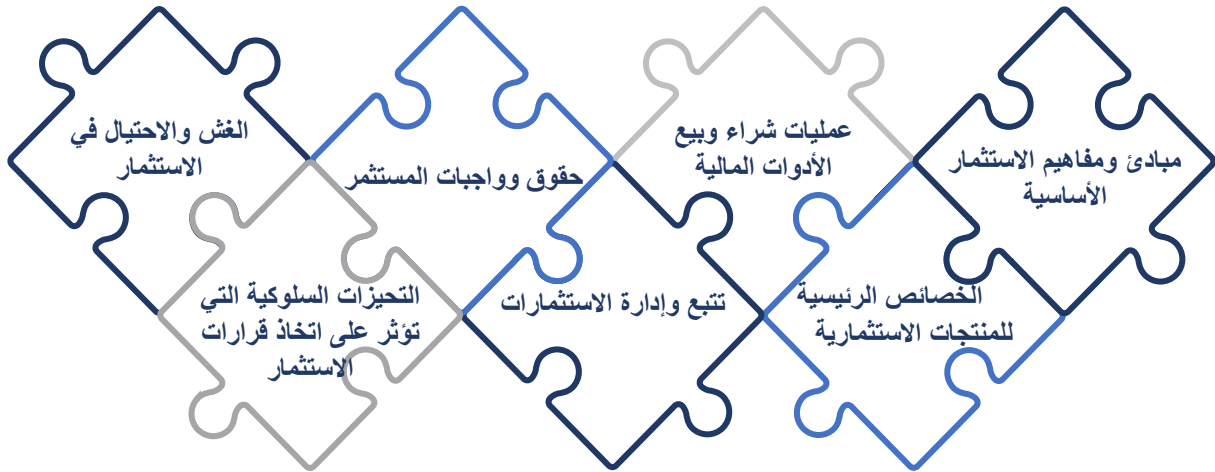 مبادئ ومفاهيم الاستثمار
الأساسية
الخصائص الرئيسية
للمنتجات الاستثمارية
عمليات شراء وبيع
الأدوات المالية
تتبع وإدارة الاستثمارات
حقوق وواجبات المستثمر
التحيزات السلوكية التي
تؤثر على اتخاذ قرارات
الاستثمار
الغش والاحتيال في
الاستثمار